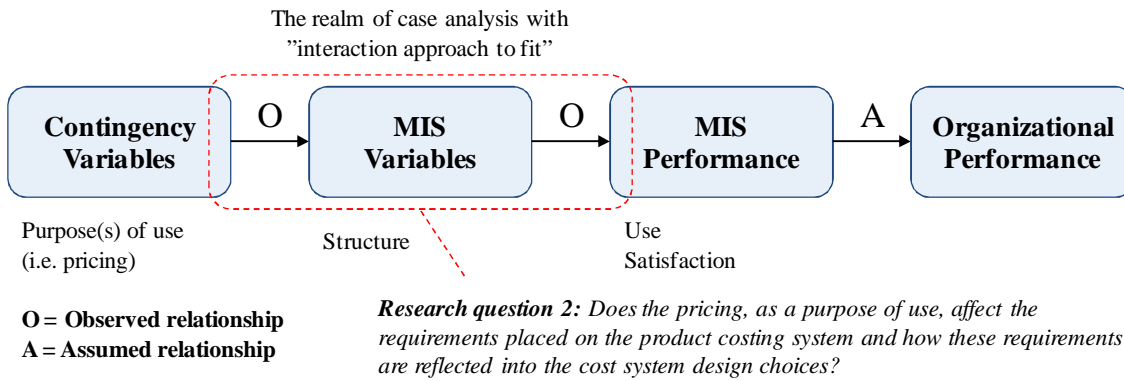 The realm of case analysis with
”interaction approach to fit”
Contingency
Variables
O
MIS
Variables
O
MIS
Performance
A
Organizational
Performance
Purpose(s) of use
(i.e. pricing)
Structure
Use
Satisfaction
O = Observed relationship
A = Assumed relationship
Research question 2: Does the pricing, as a purpose of use, affect the
requirements placed on the product costing system and how these requirements
are reflected into the cost system design choices?